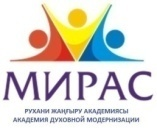 МИРАС
РУХАНИ ЖАҢҒЫРУ АКАДЕМИЯСЫ
АКАДЕМИЯ ДУХОВНОЙ МОДЕРНИЗАЦИИ